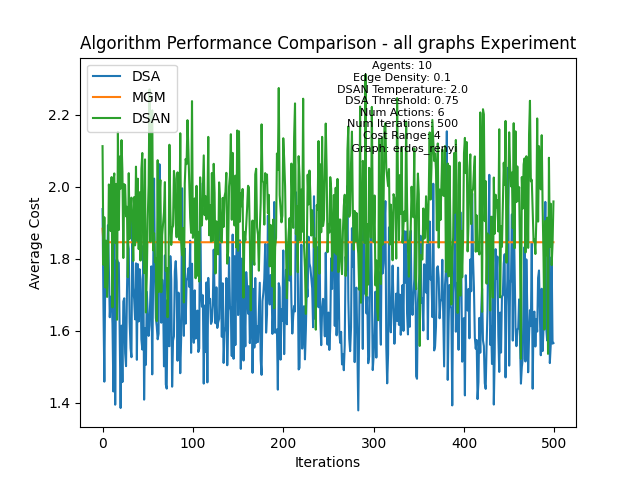 Algorithm Performance Comparison - all graphs Experiment
DSA
MGM
DSAN
Agents: 10
Edge Density: 0.1
DSAN Temperature: 2.0
DSA Threshold: 0.75
Num Actions: 6
Num Iterations: 500
Cost Range: 4
Graph: erdos_renyi
Average Cost
2.2
2.0
1.8
1.6
1.4
0
100
200
300
400
500
Iterations